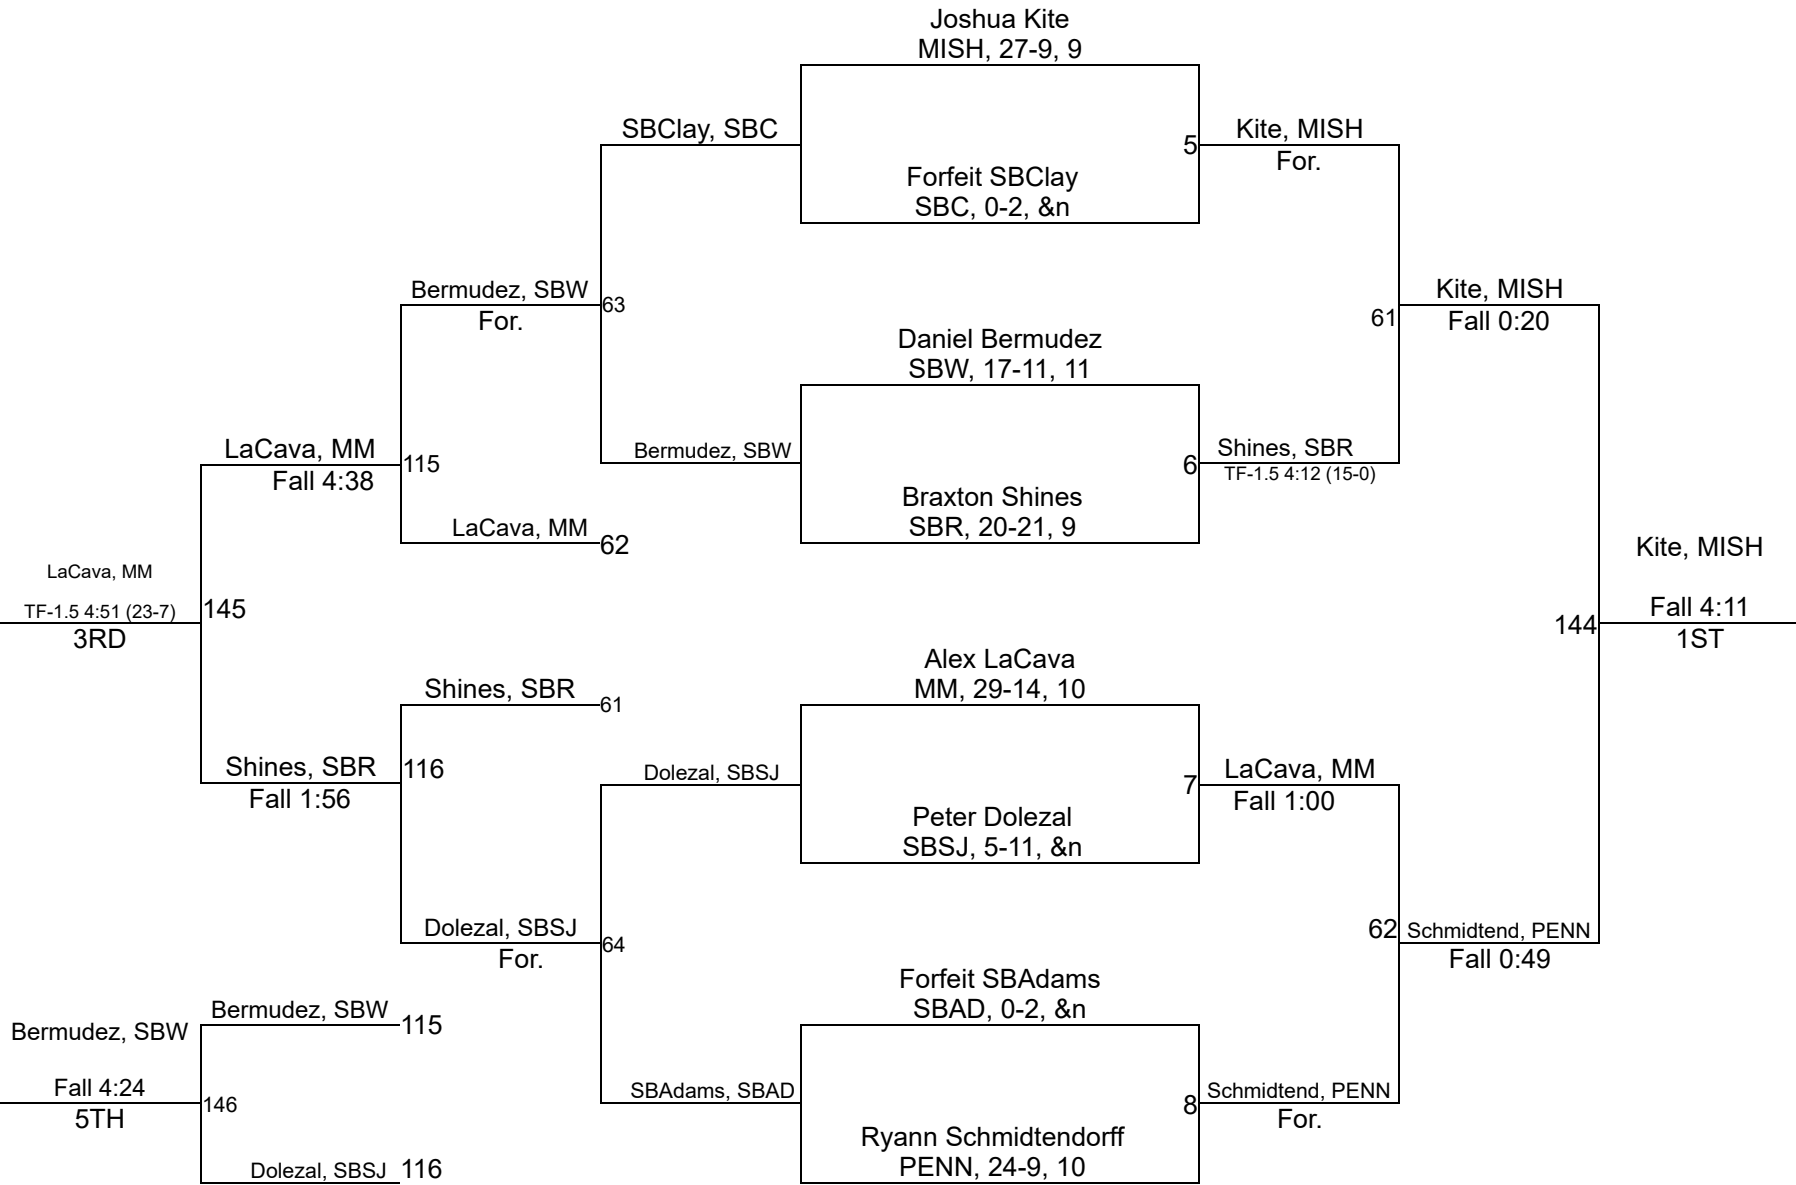 Joshua Kite
MISH, 27-9, 9
SBClay, SBC
5
Kite, MISH
For.
Forfeit SBClay
SBC, 0-2, &n
Bermudez, SBW
For.
63
61
Kite, MISH
Fall 0:20
Daniel Bermudez
SBW, 17-11, 11
LaCava, MM
Fall 4:38
115
Bermudez, SBW
6
Shines, SBR
TF-1.5 4:12 (15-0)
Braxton Shines
SBR, 20-21, 9
LaCava, MM
62
LaCava, MM
TF-1.5 4:51 (23-7)
3RD
145
144
Kite, MISH
Fall 4:11
1ST
Alex LaCava
MM, 29-14, 10
Shines, SBR
61
Shines, SBR
Fall 1:56
116
Dolezal, SBSJ
7
LaCava, MM
Fall 1:00
Peter Dolezal
SBSJ, 5-11, &n
Dolezal, SBSJ
For.
64
62
Schmidtend, PENN
Fall 0:49
Forfeit SBAdams
SBAD, 0-2, &n
Bermudez, SBW
115
Bermudez, SBW
Fall 4:24
5TH
146
SBAdams, SBAD
8
Schmidtend, PENN
For.
Ryann Schmidtendorff
PENN, 24-9, 10
Dolezal, SBSJ
116